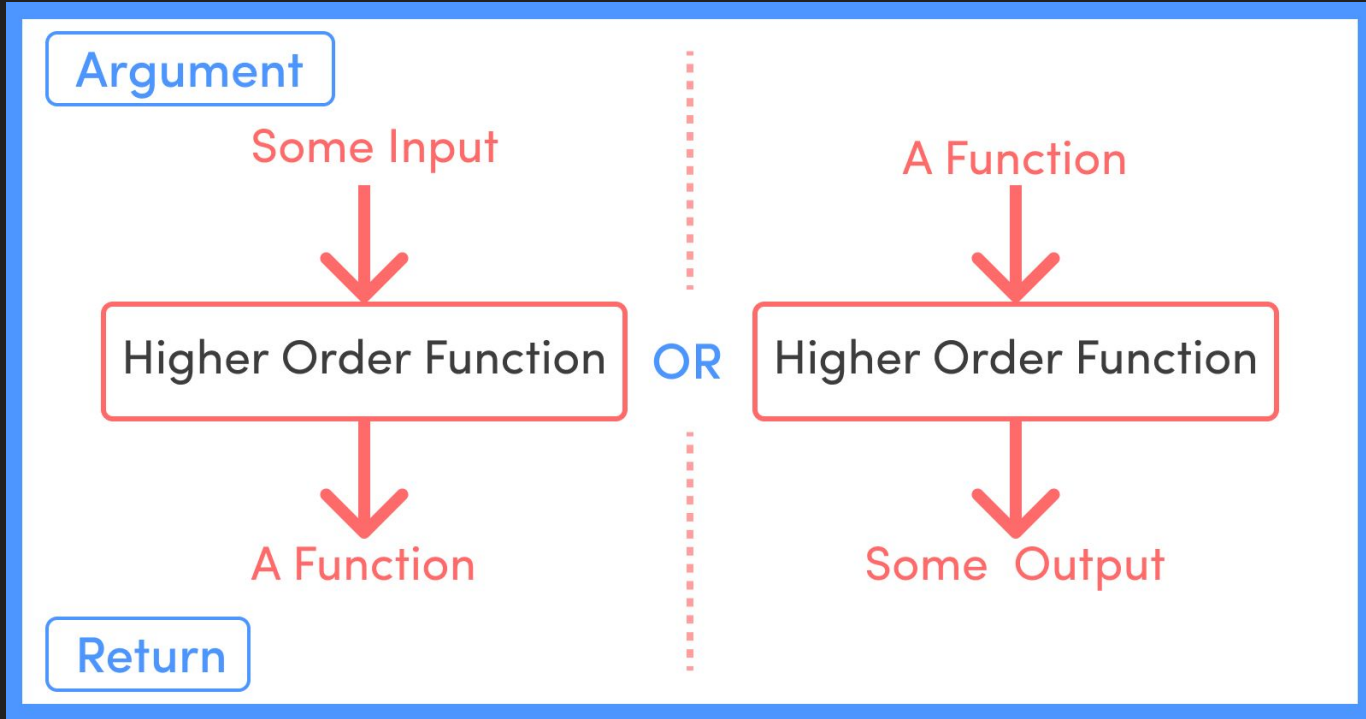 Argument
Some Input
A Function
Higher Order Function
OR
Higher Order Function
A Function
Some Output
Return